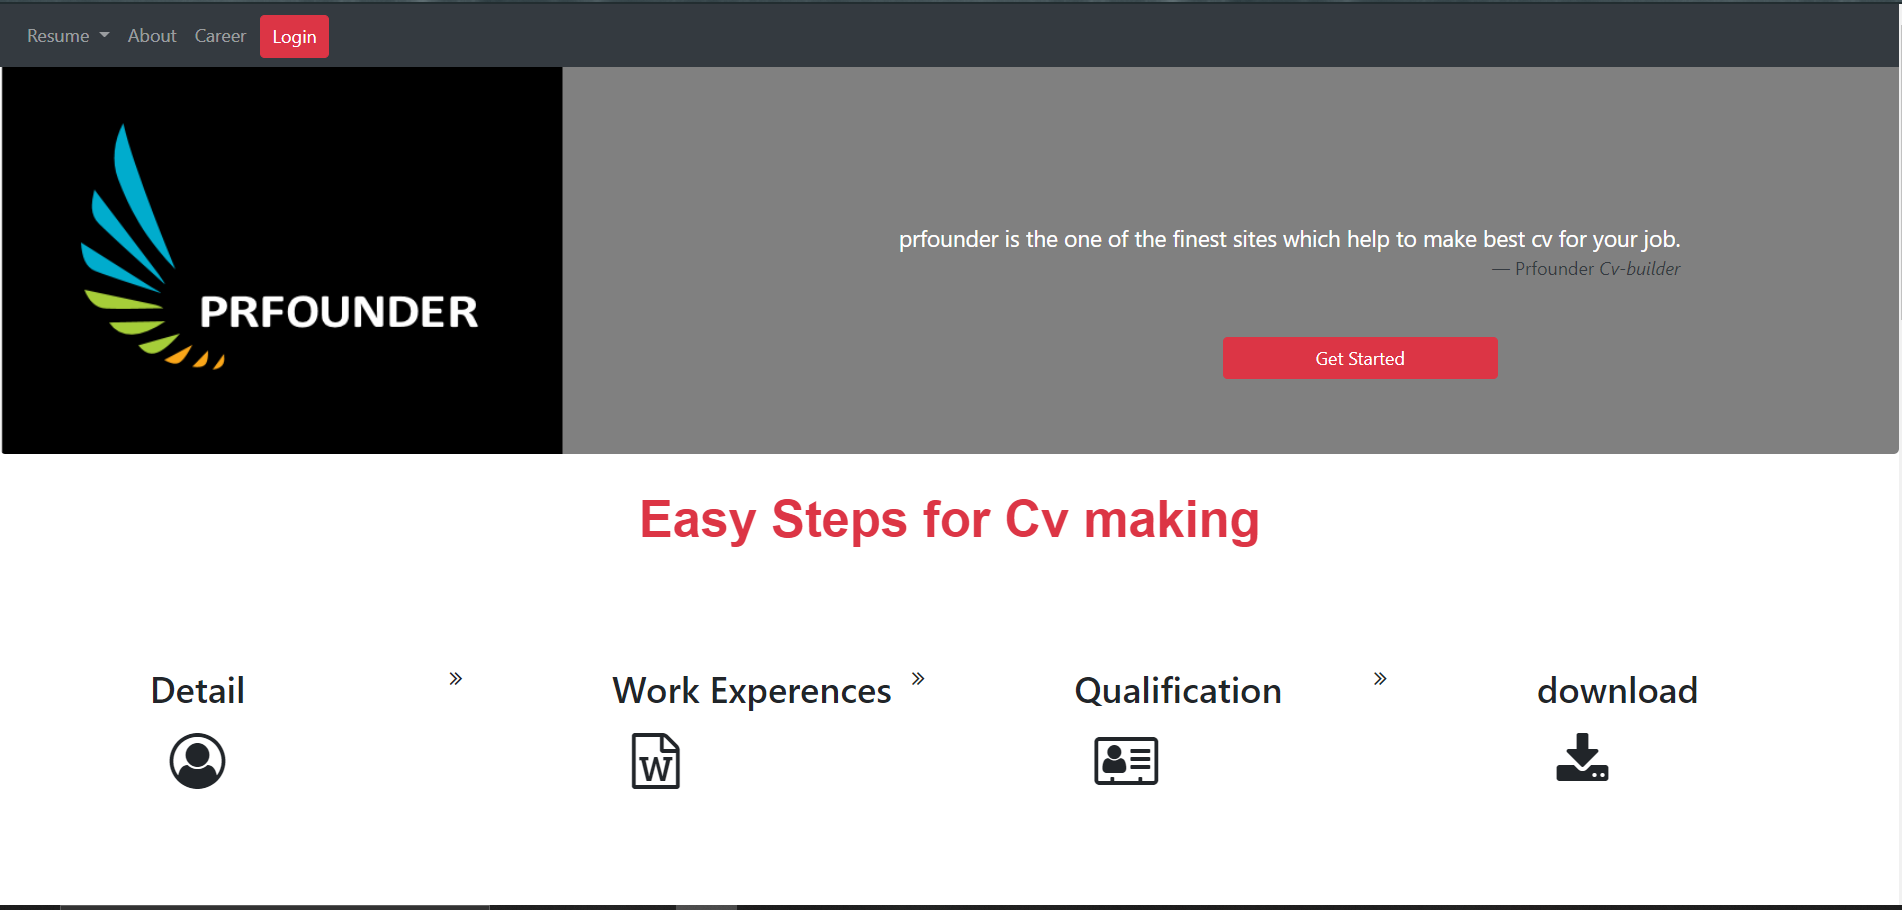 Resume About Career Login
PRFOUNDER
prfounder is the one of the finest sites which help to make best cv for your job.
— Prfounder Cv-builder
Get Started
Easy Steps for Cv making
Detail » Work Experences » Qualification » download
W